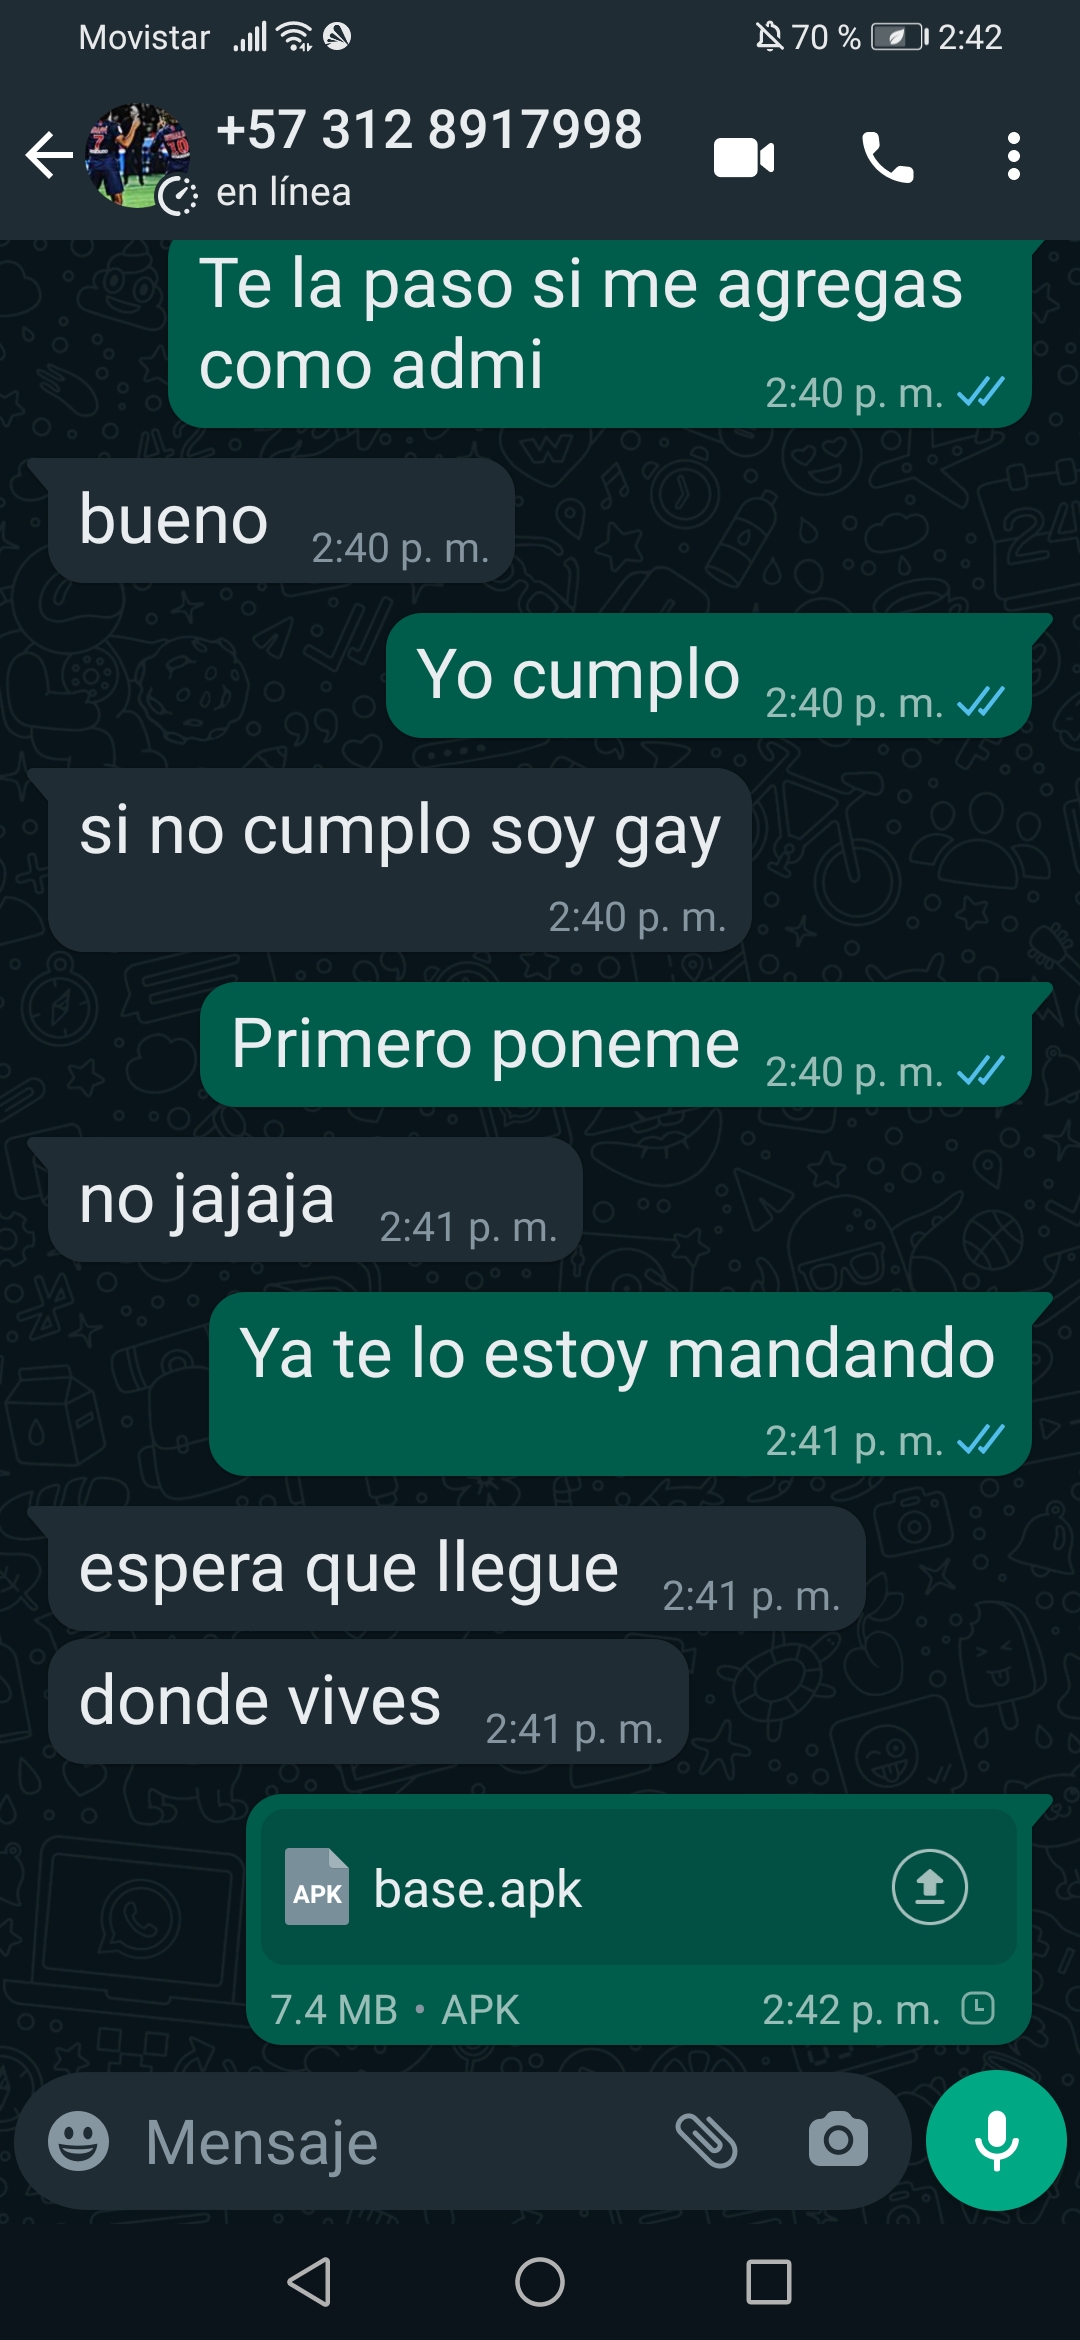 Movistar 70 % 2:42
+57 312 8917998
en línea
Te la paso si me agregas
como admi
2:40 p. m.
bueno 2:40 p. m.
Yo cumplo 2:40 p. m.
si no cumplo soy gay
2:40 p. m.
Primero poneme 2:40 p. m.
no jajaja 2:41 p. m.
Ya te lo estoy mandando
2:41 p. m.
espera que llegue 2:41 p. m.
donde vives 2:41 p. m.
APK base.apk
7.4 MB • APK 2:42 p. m.
Mensaje